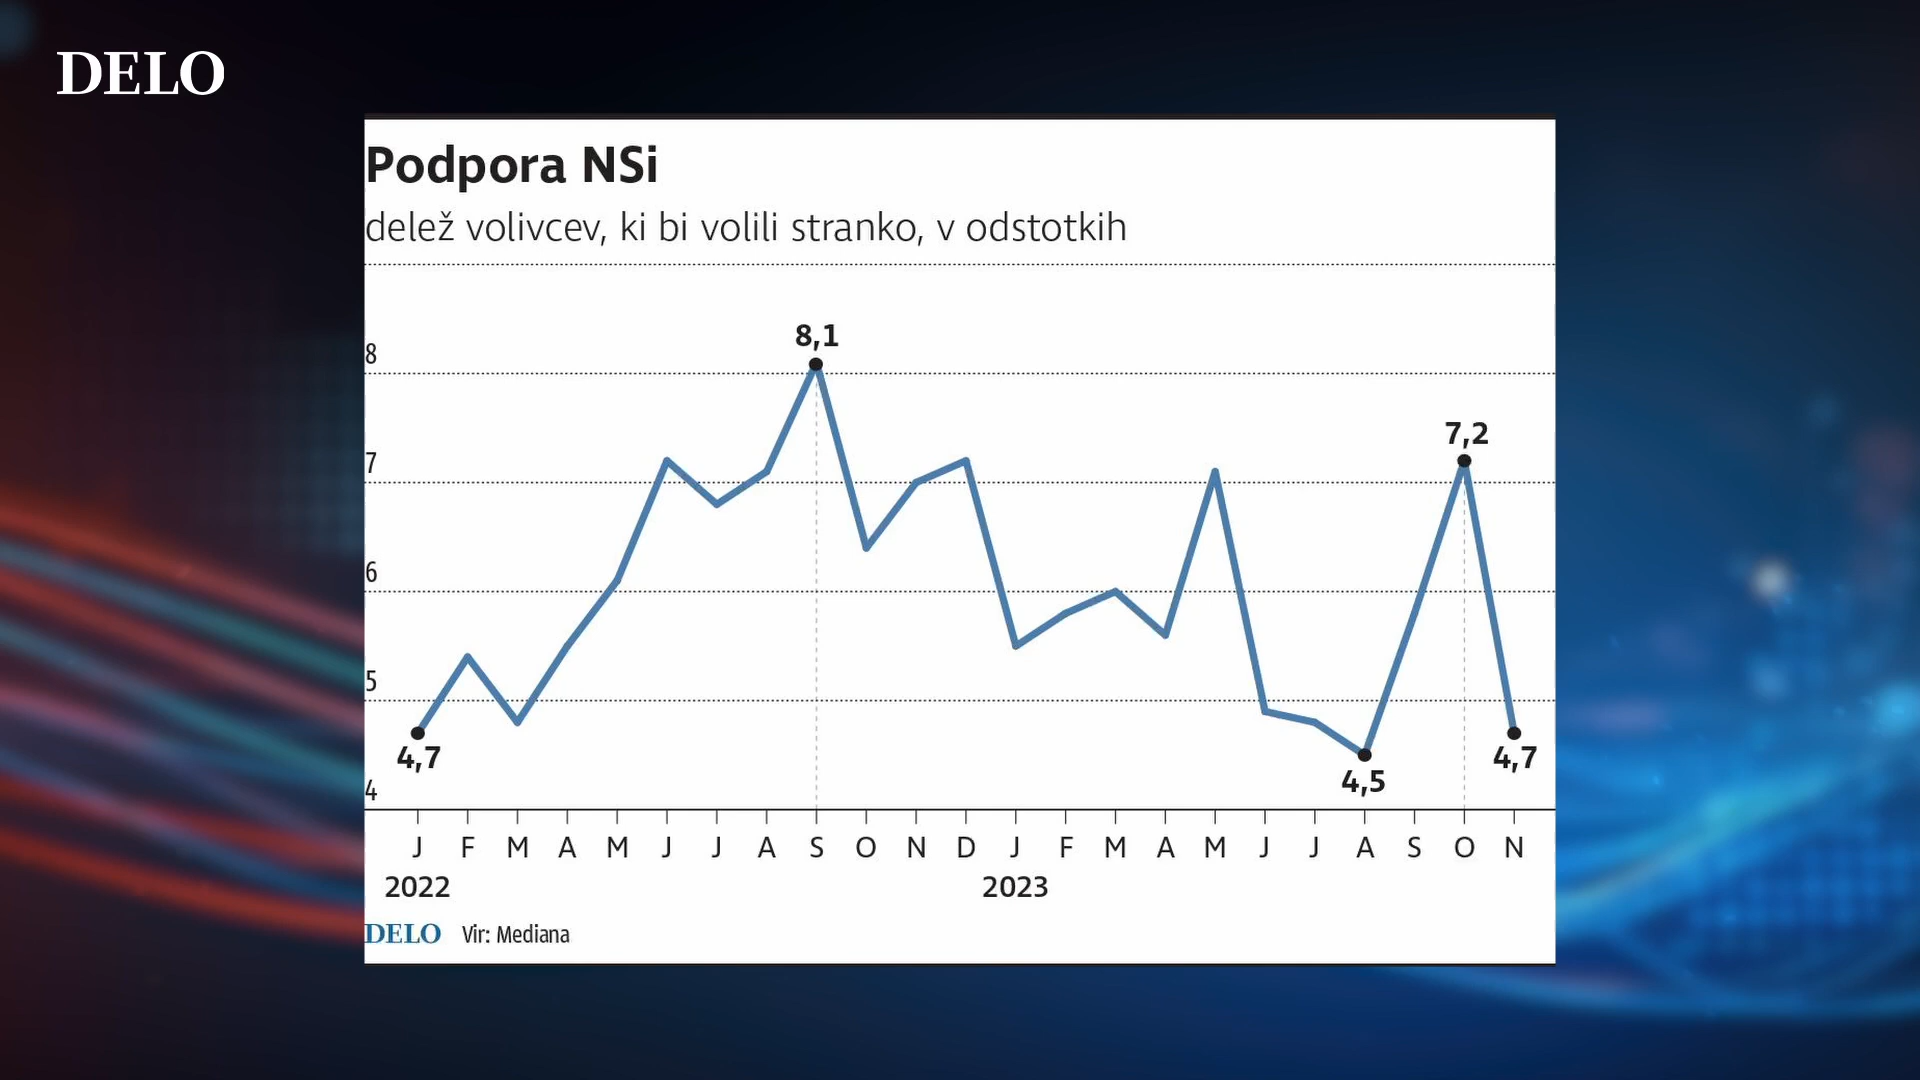 DELO
Podpora NSi
delež volivcev, ki bi volili stranko, v odstotkih
8,1
8
7,2
7
6
5
4,7
4,5
4,7
4
J F M A M J J A S O N D J F M A M J J A S O N
2022 2023
DELO Vir: Mediana